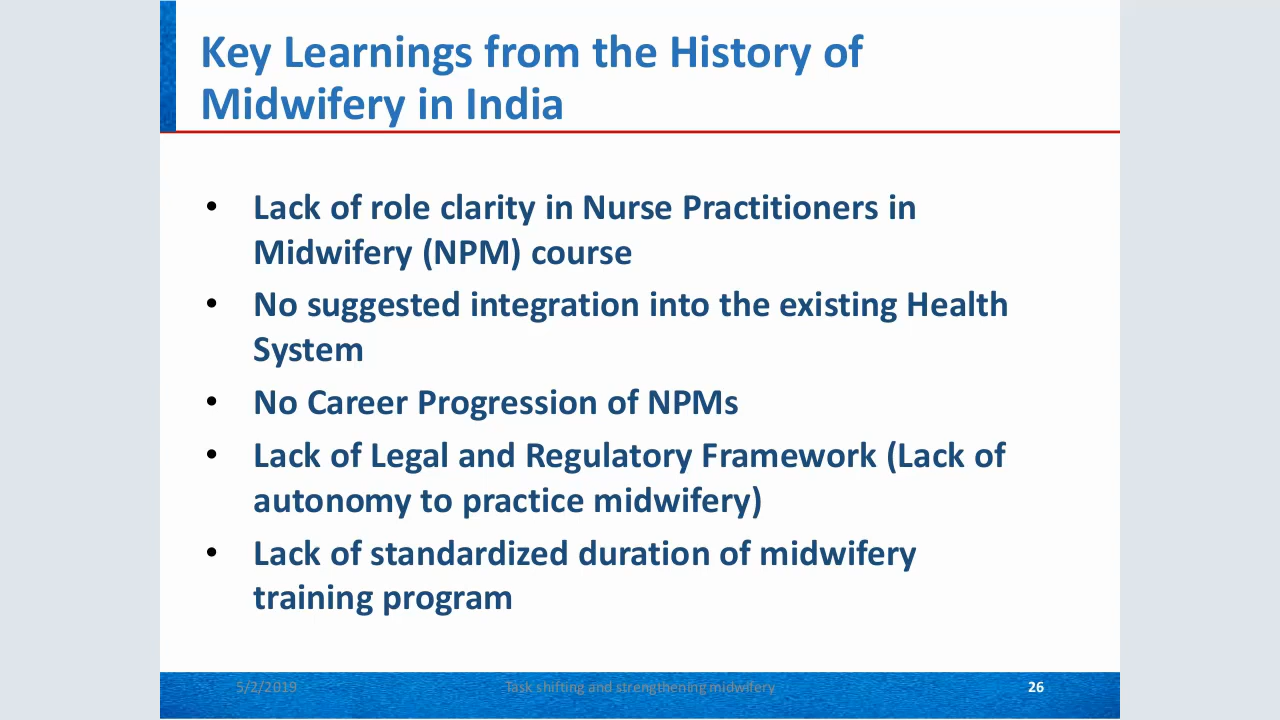 Key Learnings from the History of
Midwifery in India
• Lack of role clarity in Nurse Practitioners in
Midwifery (NPM) course
• No suggested integration into the existing Health
System
• No Career Progression of NPMs
• Lack of Legal and Regulatory Framework (Lack of
autonomy to practice midwifery)
• Lack of standardized duration of midwifery
training program
5/2/2019 Task shifting and strengthening midwifery 26